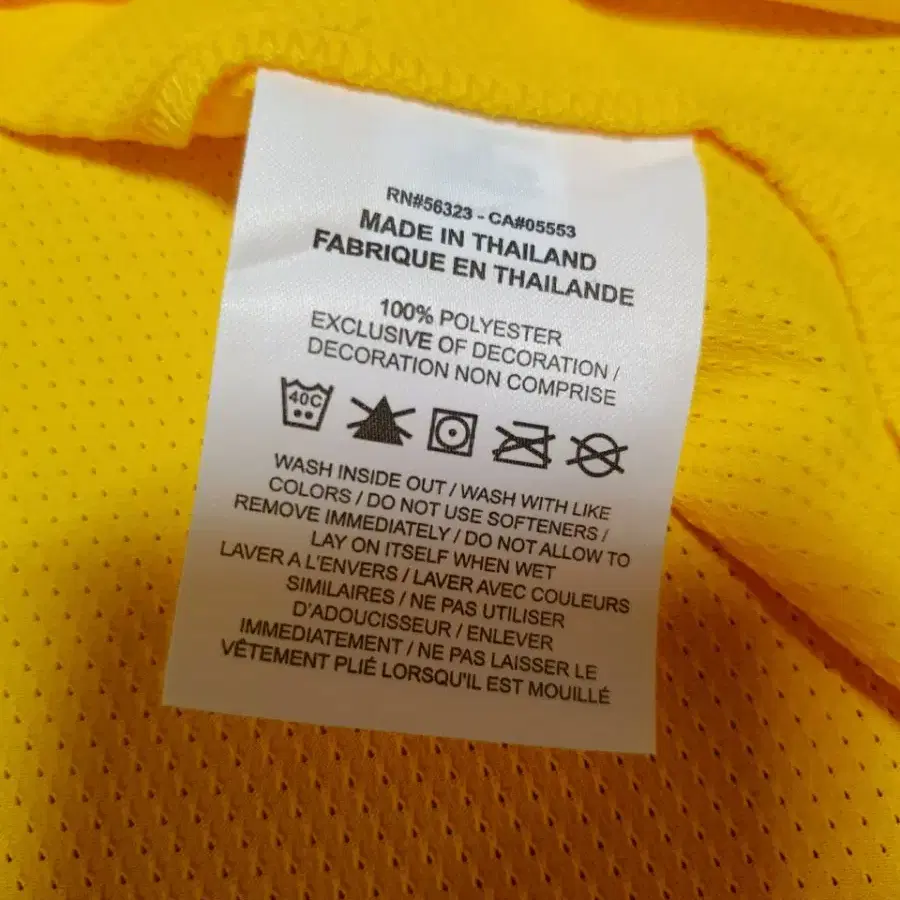 RN#56323 - CA#05553
MADE IN THAILAND
FABRIQUE EN THAILANDE
100% POLYESTER
EXCLUSIVE OF DECORATION /
DECORATION NON COMPRISE
40C
WASH INSIDE OUT / WASH WITH LIKE
COLORS / DO NOT USE SOFTENERS /
REMOVE IMMEDIATELY / DO NOT ALLOW TO
LAY ON ITSELF WHEN WET
LAVER A L'ENVERS / LAVER AVEC COULEURS
SIMILAIRES / NE PAS UTILISER
D'ADOUCISSEUR / ENLEVER
IMMEDIATEMENT / NE PAS LAISSER LE
VÊTEMENT PLIÉ LORSQU'IL EST MOUILLÉ